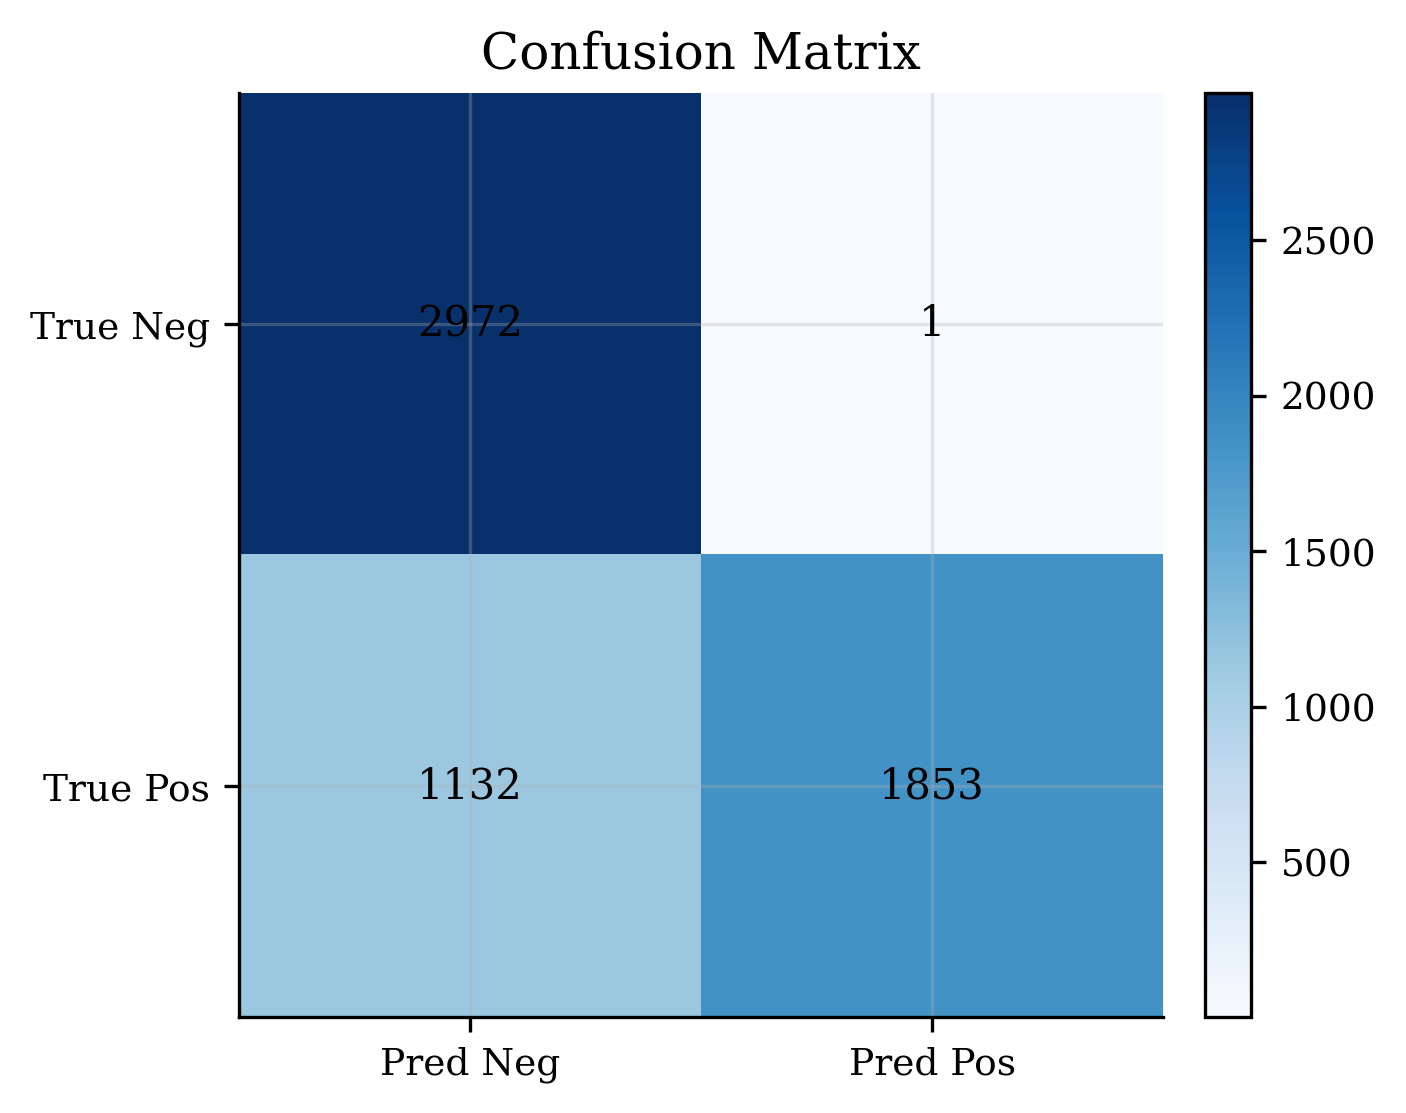 Confusion Matrix
True Neg 2972 1
True Pos 1132 1853
Pred Neg Pred Pos
2500
2000
1500
1000
500